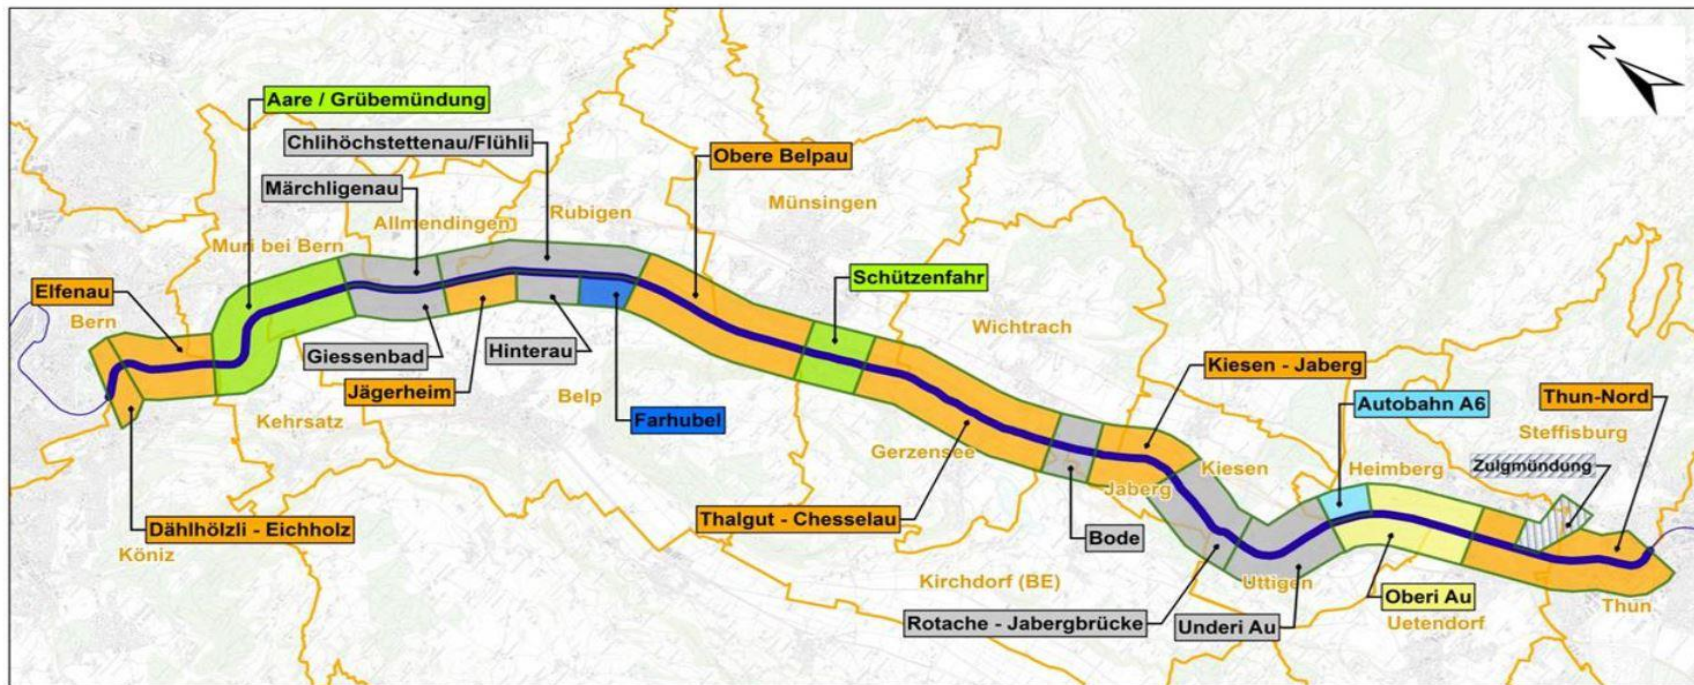 N
Aare / Grübemündung
Chlihöchstettenau/Flühli
Obere Belpau
Märchligenau
Allmendingen
Rubigen
Münsingen
Muri bei Bern
Elfenau
Bern
Schützenfahr
Wichtrach
Giessenbad
Hinterau
Jägerheim
Belp
Kehrsatz
Farhubel
Kiesen - Jaberg
Autobahn A6
Thun-Nord
Steffisburg
Gerzensee
Kiesen
Heimberg
Zulgmündung
Jaberg
Dählhölzli - Eichholz
Köniz
Thalgut - Chesselau
Bode
Kirchdorf (BE)
Uttigen
Oberi Au
Thun
Rotache - Jabergbrücke
Underi Au
Uetendorf